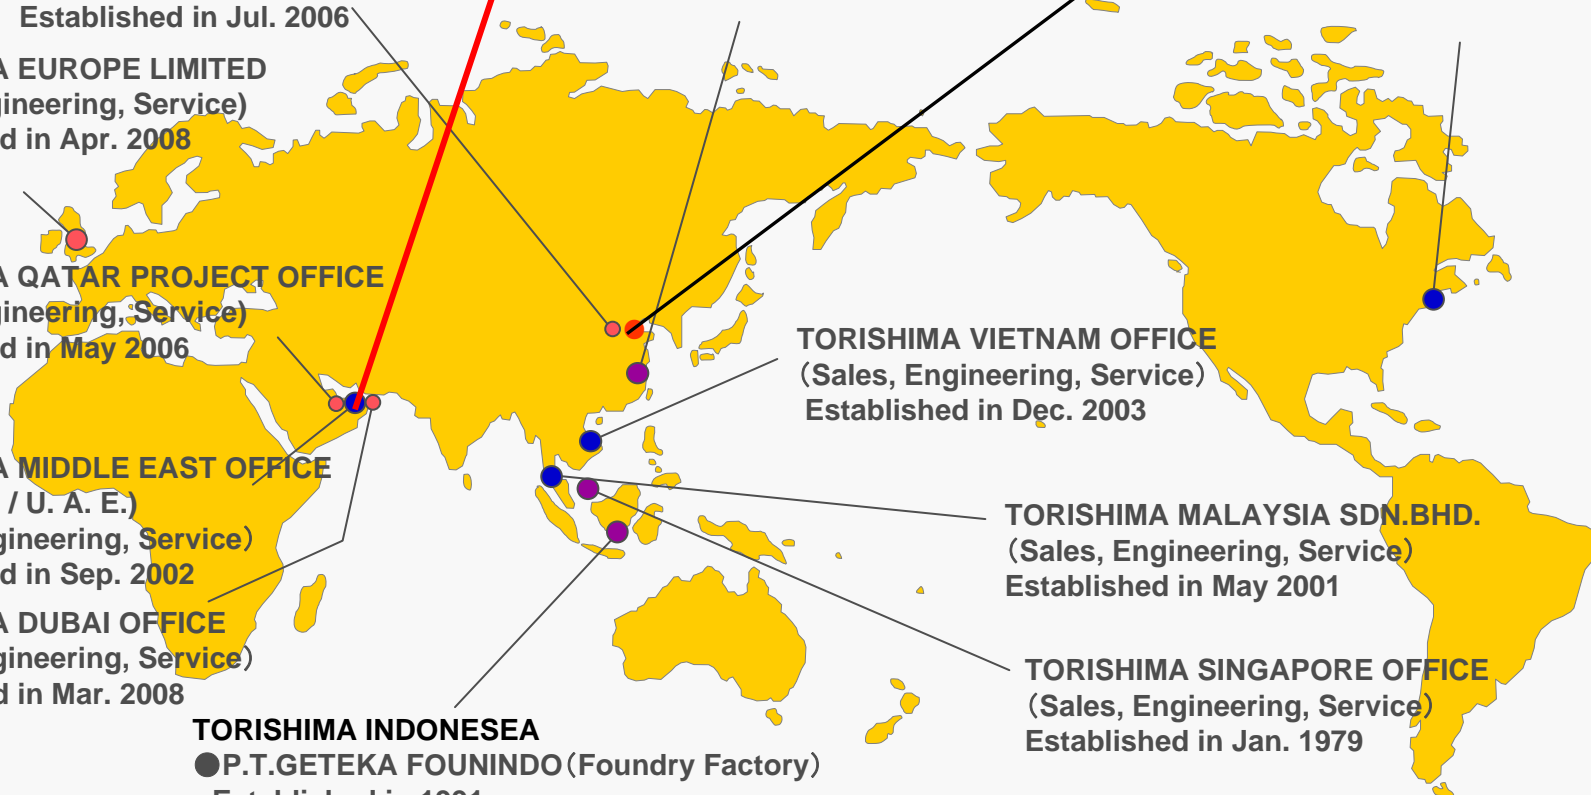 Established in Jul. 2006
A EUROPE LIMITED
gineering, Service)
d in Apr. 2008
A QATAR PROJECT OFFICE
gineering, Service)
d in May 2006
A MIDDLE EAST OFFICE
/ U. A. E.)
gineering, Service）
d in Sep. 2002
A DUBAI OFFICE
gineering, Service）
d in Mar. 2008
TORISHIMA INDONESEA
●P.T.GETEKA FOUNINDO（Foundry Factory）
Established in 1991
TORISHIMA VIETNAM OFFICE
（Sales, Engineering, Service）
Established in Dec. 2003
TORISHIMA MALAYSIA SDN.BHD.
（Sales, Engineering, Service）
Established in May 2001
TORISHIMA SINGAPORE OFFICE
（Sales, Engineering, Service）
Established in Jan. 1979